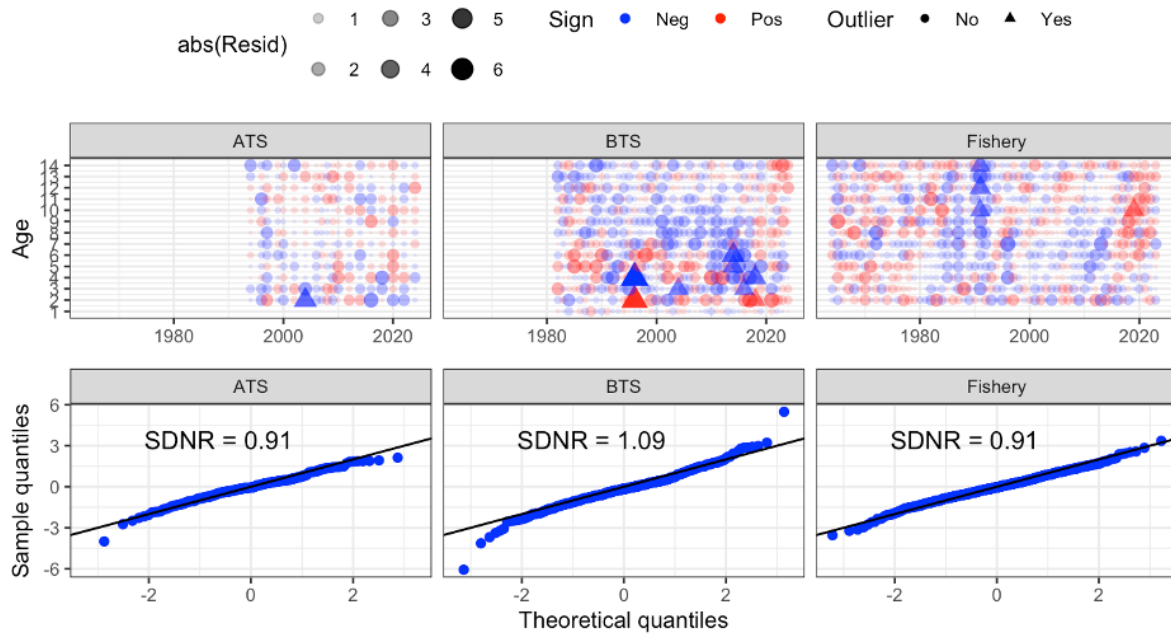 1 3 5 Sign Neg Pos Outlier No Yes
abs(Resid)
2 4 6
ATS BTS Fishery
Age
14
13
12
11
10
9
8
7
6
5
4
3
2
1
1980 2000 2020 1980 2000 2020 1980 2000 2020
ATS BTS Fishery
Sample quantiles
6
3
0
-3
-6
SDNR = 0.91 SDNR = 1.09 SDNR = 0.91
-2 0 2 -2 0 2 -2 0 2
Theoretical quantiles